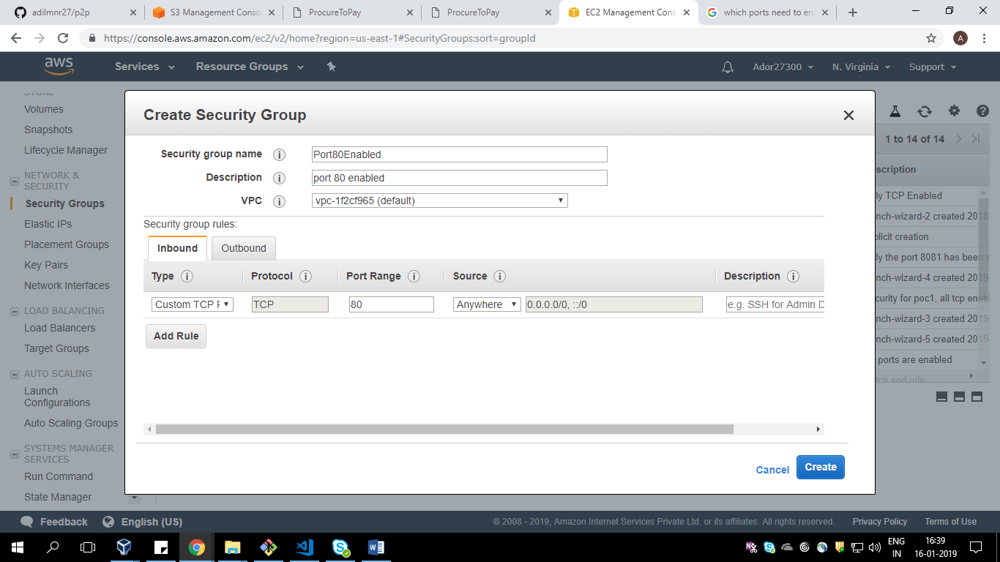 adilmnr27/p2p
S3 Management Conso
ProcureToPay
ProcureToPay
EC2 Management Cons
which ports need to ena
https://console.aws.amazon.com/ec2/v2/home?region=us-east-1#SecurityGroups:sort=groupId
A
aws
Services
Resource Groups
Ador27300
N. Virginia
Support
STORE
Volumes
Snapshots
Lifecycle Manager
NETWORK &
SECURITY
Security Groups
Elastic IPs
Placement Groups
Key Pairs
Network Interfaces
LOAD BALANCING
Load Balancers
Target Groups
AUTO SCALING
Launch
Configurations
Auto Scaling Groups
SYSTEMS MANAGER
SERVICES
Run Command
State Manager
Create Security Group
Security group name
Port80Enabled
Description
port 80 enabled
VPC
vpc-1f2cf965 (default)
Security group rules:
Inbound
Outbound
Type
Protocol
Port Range
Source
Description
Custom TCP F
TCP
80
Anywhere
0.0.0.0/0, ::/0
e.g. SSH for Admin D
Add Rule
Cancel
Create
1 to 14 of 14
scription
ly TCP Enabled
nch-wizard-2 created 2018-
plicit creation
ly the port 8081 has been e
nch-wizard-4 created 2019-
curity for poc1, all tcp enab
nch-wizard-3 created 2019-
nch-wizard-5 created 2019-
ports are enabled
tcp and udp
Feedback
English (US)
© 2008 - 2019, Amazon Internet Services Private Ltd. or its affiliates. All rights reserved.
Privacy Policy
Terms of Use
ENG
IN
16:39
16-01-2019